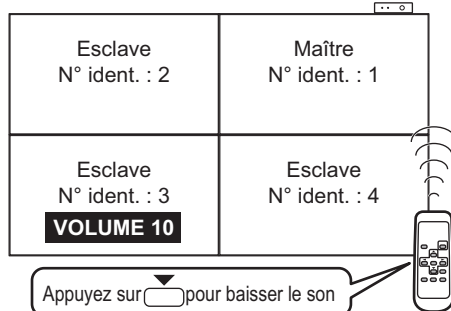 Esclave
N° ident. : 2
Maître
N° ident. : 1
Esclave
N° ident. : 3
VOLUME 10
Esclave
N° ident. : 4
Appuyez sur pour baisser le son